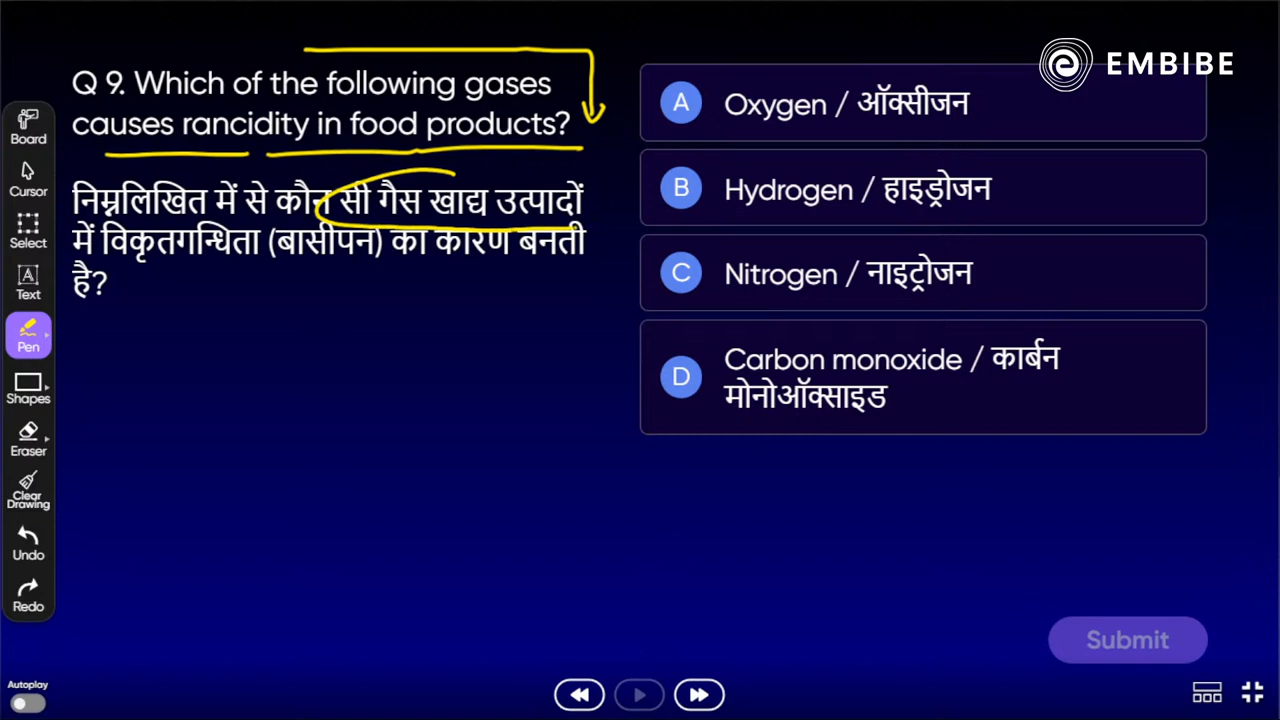 EMBIBE
Q 9. Which of the following gases
causes rancidity in food products?
निम्नलिखित में से कौन सी गैस खाद्य उत्पादों
में विकृतगन्धिता (बासीपन) का कारण बनती
है?
A Oxygen / ऑक्सीजन
B Hydrogen / हाइड्रोजन
C Nitrogen / नाइट्रोजन
D Carbon monoxide / कार्बन
मोनोऑक्साइड
Board
Cursor
Select
A
Text
Pen
Shapes
Eraser
Clear
Drawing
Undo
Redo
Submit
Autoplay